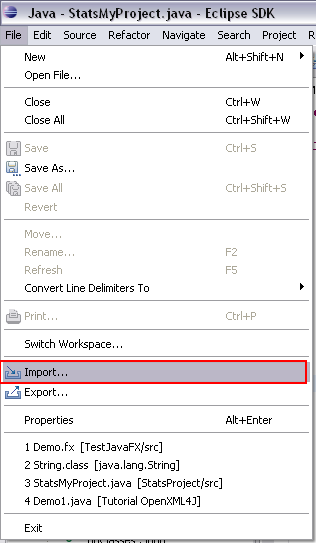 Java - StatsMyProject.java - Eclipse SDK
File Edit Source Refactor Navigate Search Project
New Alt+Shift+N
Open File...
Close Ctrl+W
Close All Ctrl+Shift+W
Save Ctrl+S
Save As...
Save All Ctrl+Shift+S
Revert
Move...
Rename... F2
Refresh F5
Convert Line Delimiters To
Print... Ctrl+P
Switch Workspace...
Import...
Export...
Properties Alt+Enter
1 Demo.fx [TestJavaFX/src]
2 String.class [java.lang.String]
3 StatsMyProject.java [StatsProject/src]
4 Demo1.java [Tutorial OpenXML4J]
Exit